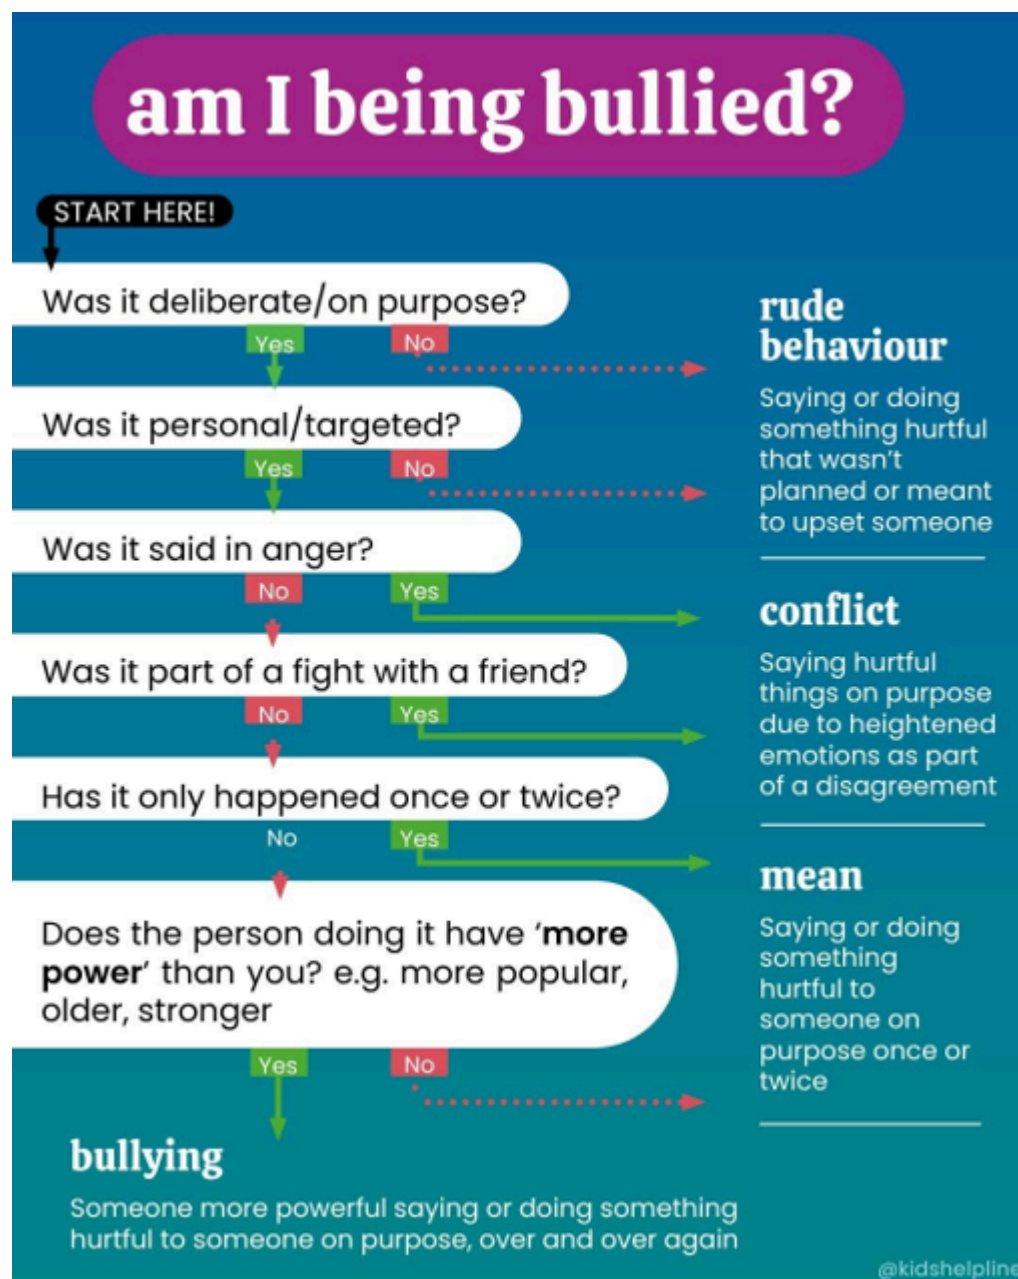 am I being bullied?
START HERE!
Was it deliberate/on purpose?
Yes No
Was it personal/targeted?
Yes No
Was it said in anger?
No Yes
Was it part of a fight with a friend?
No Yes
Has it only happened once or twice?
No Yes
Does the person doing it have ‘more
power’ than you? e.g. more popular,
older, stronger
Yes No
bullying
Someone more powerful saying or doing something
hurtful to someone on purpose, over and over again
rude
behaviour
Saying or doing
something hurtful
that wasn’t
planned or meant
to upset someone
conflict
Saying hurtful
things on purpose
due to heightened
emotions as part
of a disagreement
mean
Saying or doing
something
hurtful to
someone on
purpose once or
twice
@kidshelpline